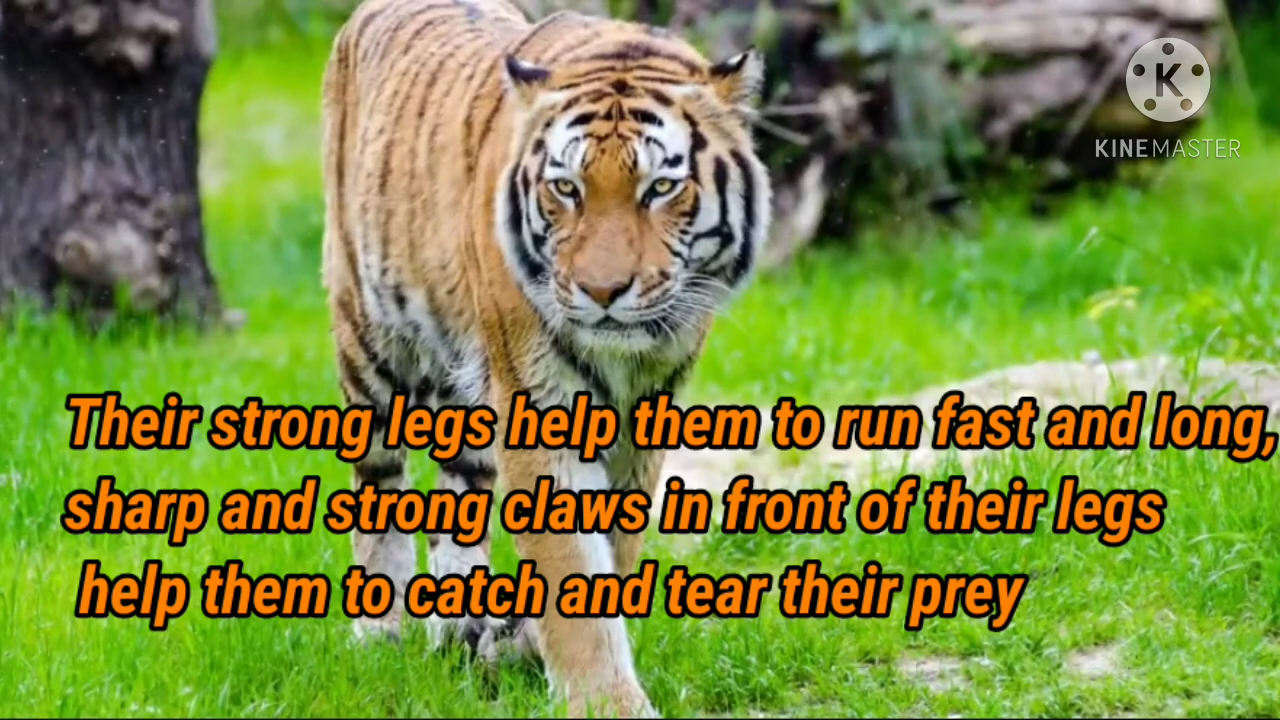 K
KINEMASTER
Their strong legs help them to run fast and long,
sharp and strong claws in front of their legs
help them to catch and tear their prey